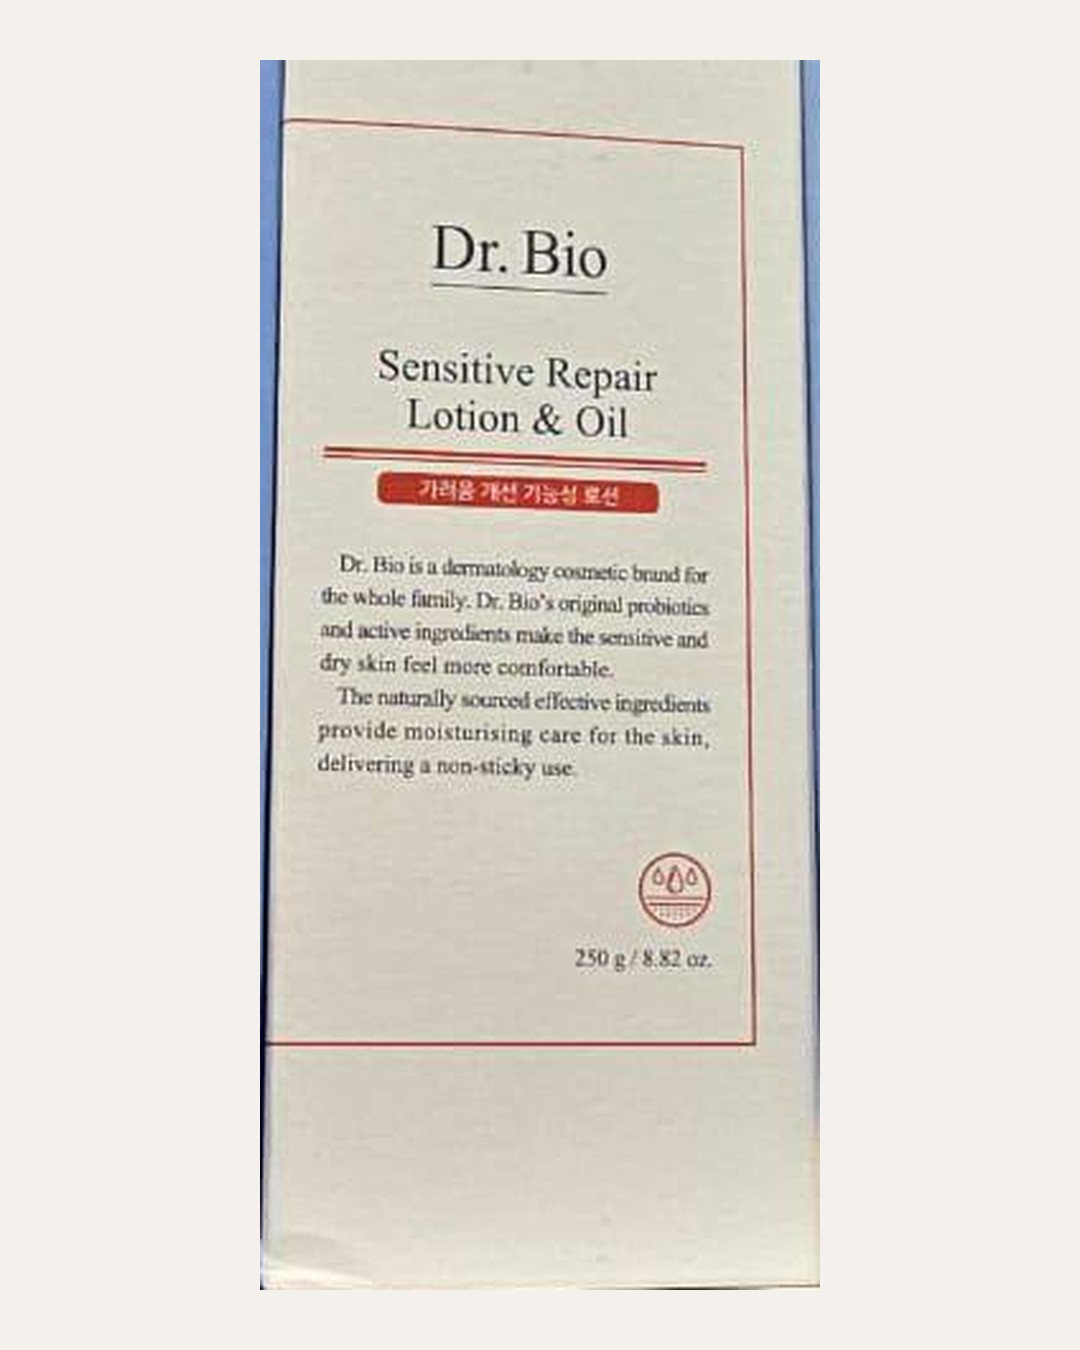 Dr. Bio
Sensitive Repair
Lotion & Oil
가려움 개선 기능성 로션
Dr. Bio is a dermatology cosmetic brand for
the whole family. Dr. Bio's original probiotics
and active ingredients make the sensitive and
dry skin feel more comfortable.
The naturally sourced effective ingredients
provide moisturising care for the skin,
delivering a non-sticky use.
250 g / 8.82 oz.